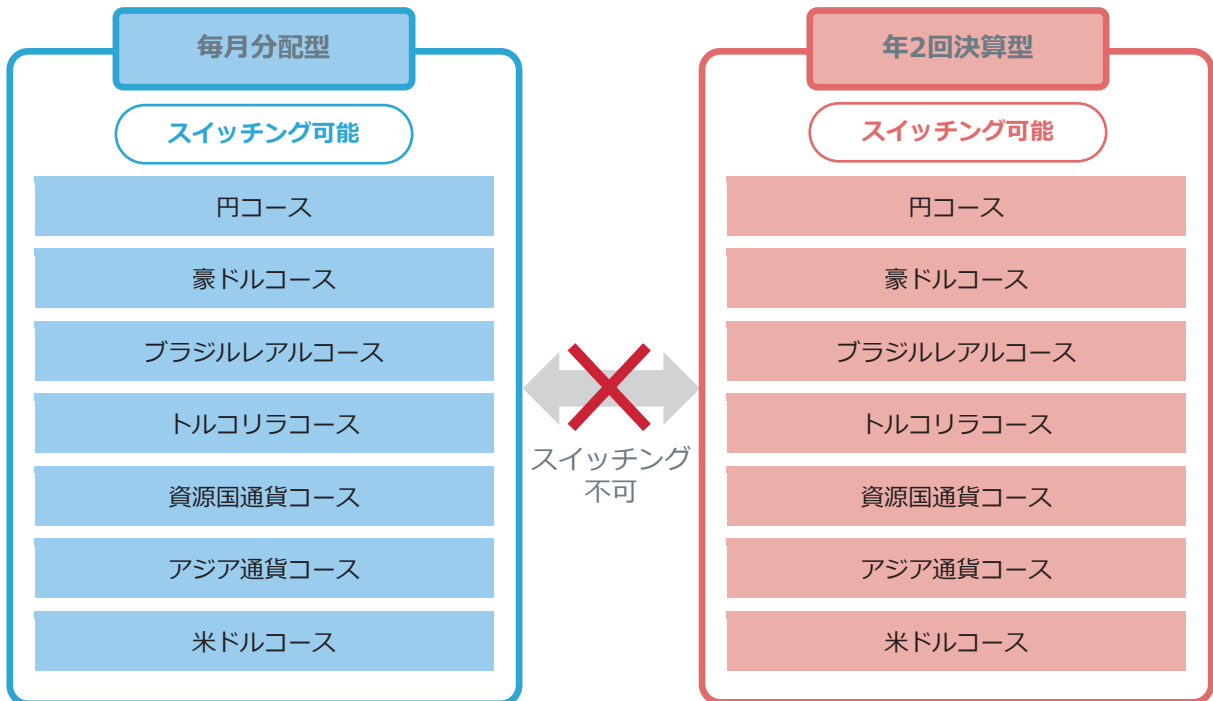 毎月分配型
スイッチング可能
円コース
豪ドルコース
ブラジルレアルコース
トルコリラコース
資源国通貨コース
アジア通貨コース
米ドルコース
スイッチング
不可
年2回決算型
スイッチング可能
円コース
豪ドルコース
ブラジルレアルコース
トルコリラコース
資源国通貨コース
アジア通貨コース
米ドルコース